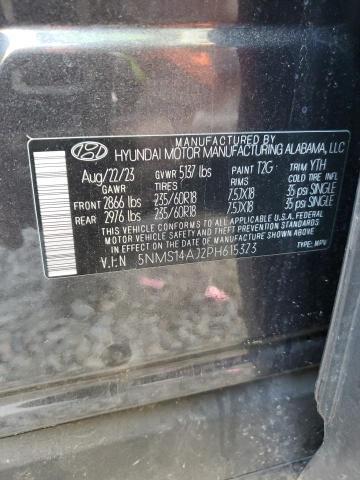 MANUFACTURED BY
HYUNDAI MOTOR MANUFACTURING ALABAMA, LLC
Aug/22/23 GVWR 5137 lbs PAINT T2G TRIM YTH
GAWR TIRES RIMS
FRONT 2866 lbs 235/60R18 7.5JX18 35 psi SINGLE
REAR 2976 lbs 235/60R18 7.5JX18 35 psi SINGLE
THIS VEHICLE CONFORMS TO ALL APPLICABLE U.S.A. FEDERAL
MOTOR VEHICLE SAFETY, BUMPER, AND THEFT
PREVENTION STANDARDS IN EFFECT ON THE DATE OF
MANUFACTURE SHOWN ABOVE.
V.I.N 5NMS14AJ2PH615373 TYPE: MPV